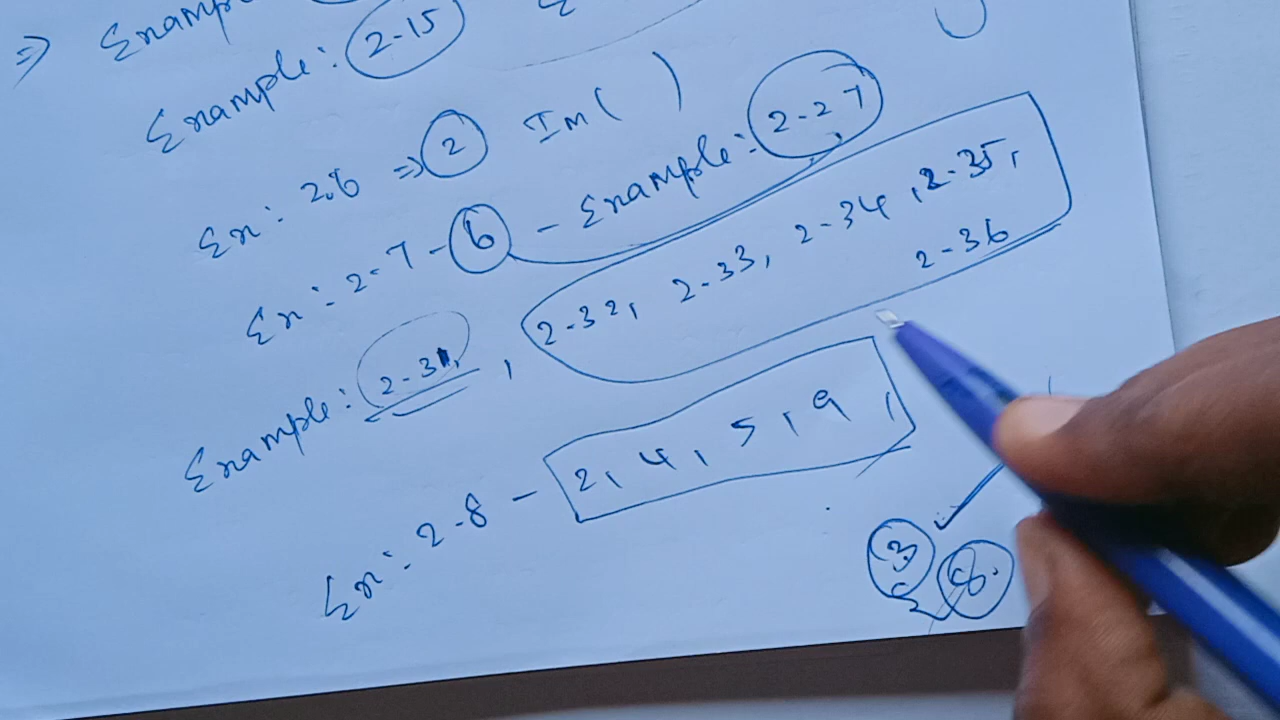 ⇒ Example
Example: 2-15 &
Ex: 2.6 ⇒ 2 Im( )
Ex: 2-7 - 6 - Example: 2-27,
Example: 2-31, , 2-32, 2-33, 2-34, 2-35,
2-36
Ex: 2-8 - 2, 4, 5, 9,
3 & 8.